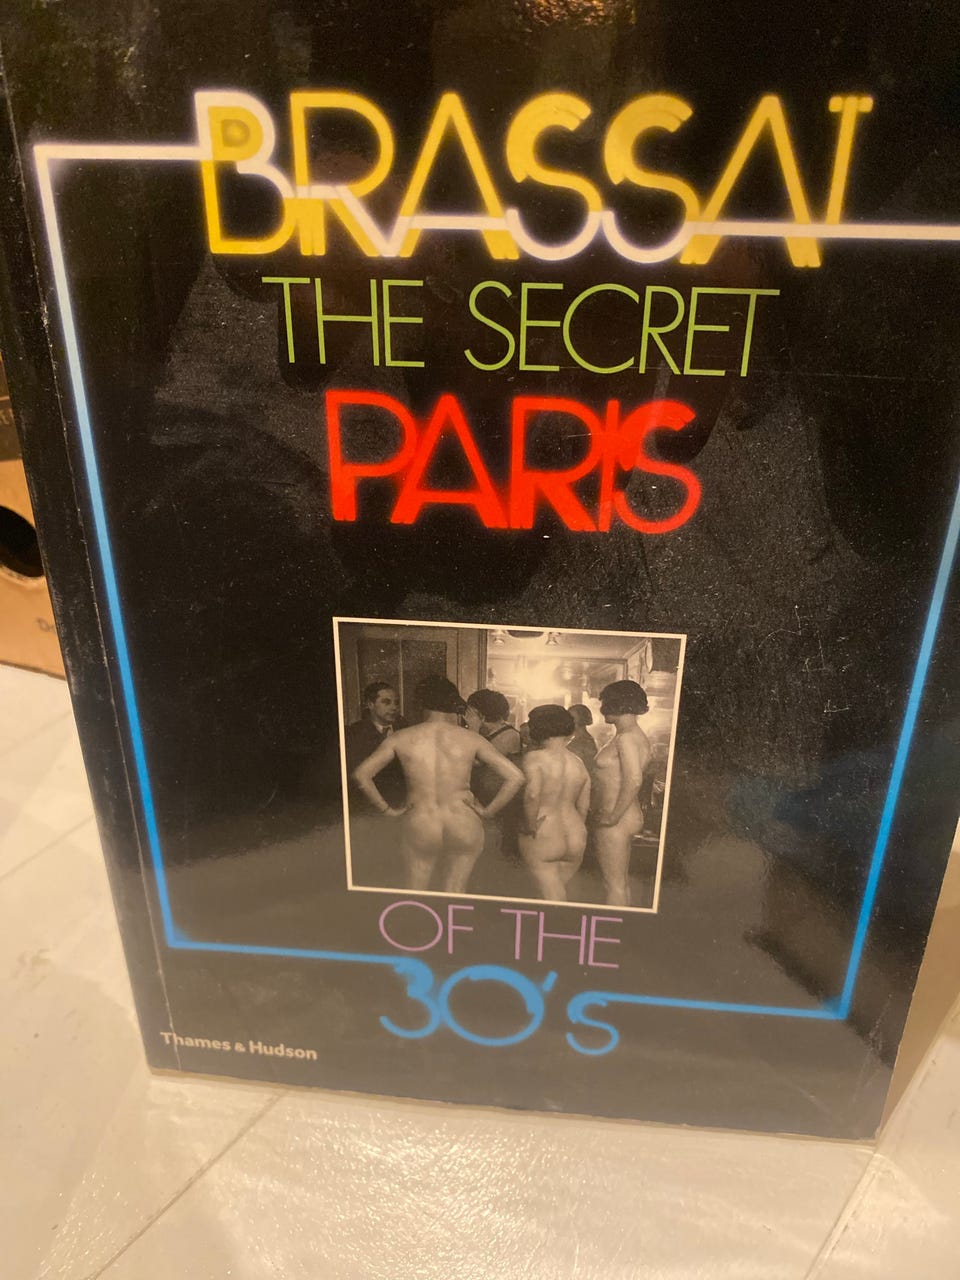 BRASSAÏ
THE SECRET
PARIS
OF THE
30's
Thames & Hudson